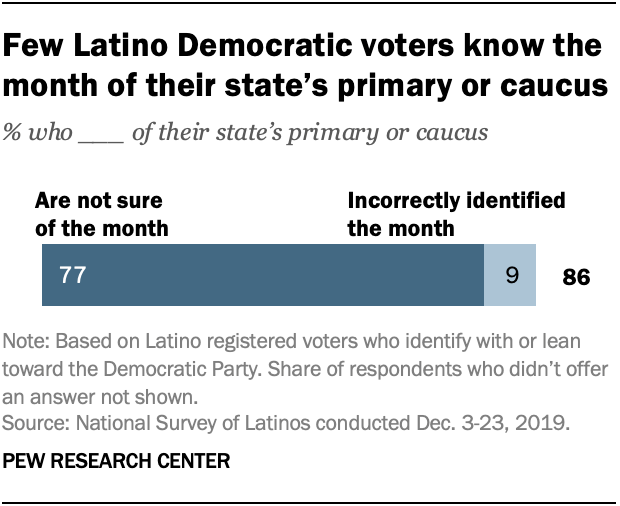 Few Latino Democratic voters know the
month of their state's primary or caucus
% who ___ of their state's primary or caucus
Are not sure
of the month
Incorrectly identified
the month
77
9
86
Note: Based on Latino registered voters who identify with or lean
toward the Democratic Party. Share of respondents who didn't offer
an answer not shown.
Source: National Survey of Latinos conducted Dec. 3-23, 2019.
PEW RESEARCH CENTER